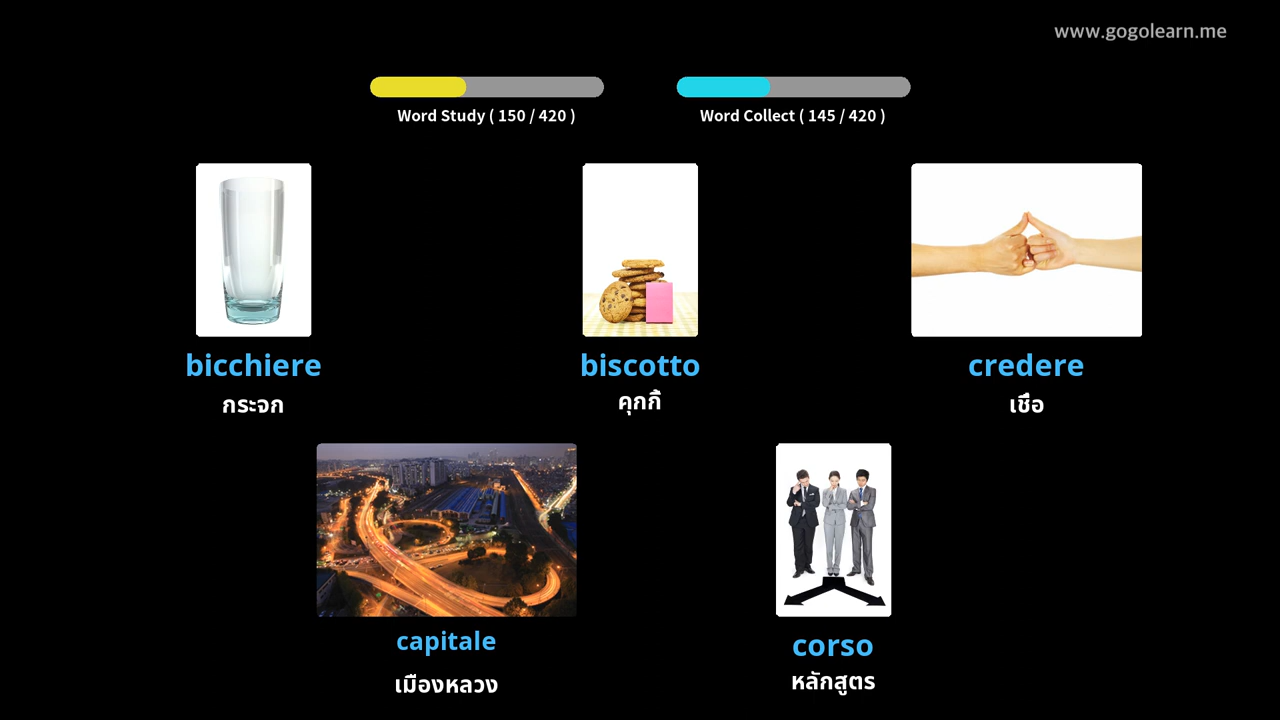 www.gogolearn.me
Word Study ( 150 / 420 )
Word Collect ( 145 / 420 )
bicchiere
กระจก
biscotto
คุกกี้
credere
เชื่อ
capitale
เมืองหลวง
corso
หลักสูตร